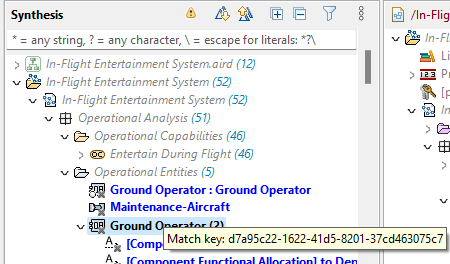 Synthesis
/In-Flig
* = any string, ? = any character, \ = escape for literals: *?\
In-Flight Entertainment System.aird (12)
In-Flight Entertainment System (52)
In-Flight Entertainment System (52)
Operational Analysis (51)
Operational Capabilities (46)
Entertain During Flight (46)
Operational Entities (5)
Ground Operator : Ground Operator
Maintenance-Aircraft
Ground Operator (2)
Match key: d7a95c22-1622-41d5-8201-37cd463075c7
[Comp
[Component Functional Allocation] to Dep
In-Fli
Li
Pr
[p
In